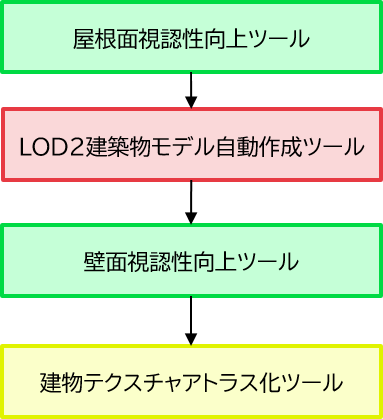 屋根面視認性向上ツール
LOD2建築物モデル自動作成ツール
壁面視認性向上ツール
建物テクスチャアトラス化ツール